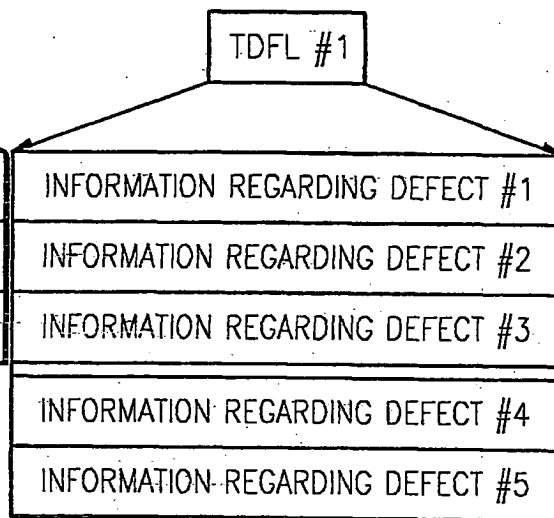 TDFL #1
INFORMATION REGARDING DEFECT #1
INFORMATION REGARDING DEFECT #2
INFORMATION REGARDING DEFECT #3
INFORMATION REGARDING DEFECT #4
INFORMATION REGARDING DEFECT #5